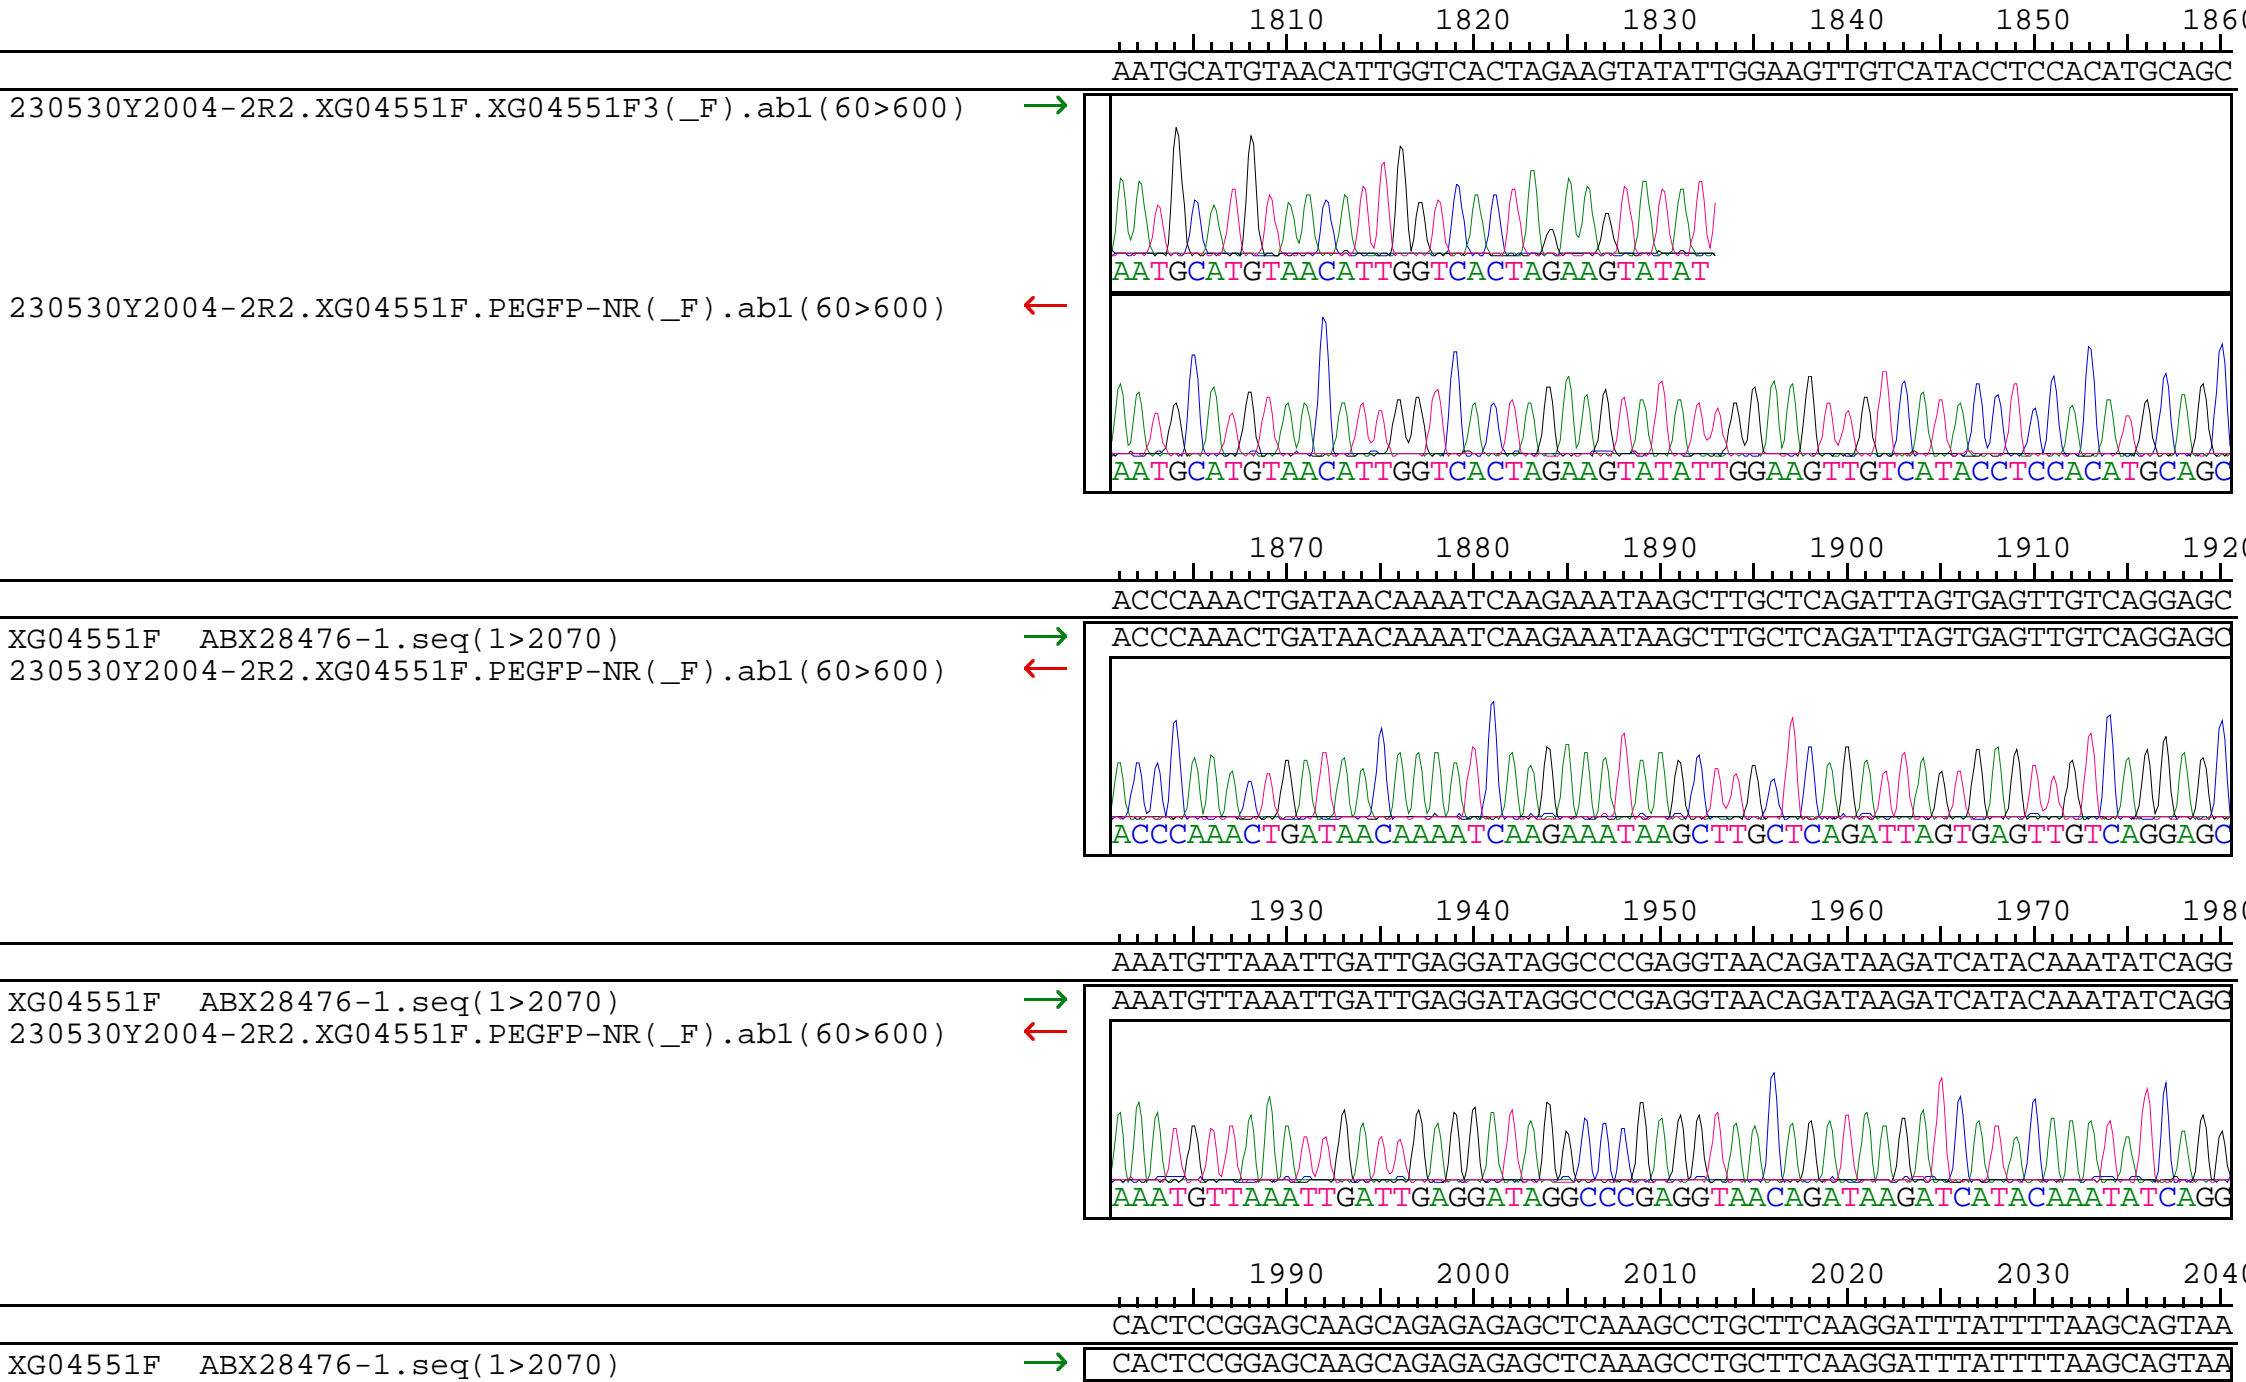 1810 1820 1830 1840 1850 1860
AATGCATGTAACATTGGTCACTAGAAGTATATTGGAAGTTGTCATACCTCCACATGCAGC
230530Y2004-2R2.XG04551F.XG04551F3(_F).ab1(60>600) →
AATGCATGTAACATTGGTCACTAGAAGTATAT
230530Y2004-2R2.XG04551F.PEGFP-NR(_F).ab1(60>600) ←
AATGCATGTAACATTGGTCACTAGAAGTATATTGGAAGTTGTCATACCTCCACATGCAGC
1870 1880 1890 1900 1910 1920
ACCCAAACTGATAACAAAATCAAGAAATAAGCTTGCTCAGATTAGTGAGTTGTCAGGAGC
XG04551F ABX28476-1.seq(1>2070) → ACCCAAACTGATAACAAAATCAAGAAATAAGCTTGCTCAGATTAGTGAGTTGTCAGGAGC
230530Y2004-2R2.XG04551F.PEGFP-NR(_F).ab1(60>600) ←
ACCCAAACTGATAACAAAATCAAGAAATAAGCTTGCTCAGATTAGTGAGTTGTCAGGAGC
1930 1940 1950 1960 1970 1980
AAATGTTAAATTGATTGAGGATAGGCCCGAGGTAACAGATAAGATCATACAAATATCAGG
XG04551F ABX28476-1.seq(1>2070) → AAATGTTAAATTGATTGAGGATAGGCCCGAGGTAACAGATAAGATCATACAAATATCAGG
230530Y2004-2R2.XG04551F.PEGFP-NR(_F).ab1(60>600) ←
AAATGTTAAATTGATTGAGGATAGGCCCGAGGTAACAGATAAGATCATACAAATATCAGG
1990 2000 2010 2020 2030 2040
CACTCCGGAGCAAGCAGAGAGAGCTCAAAGCCTGCTTCAAGGATTTATTTTAAGCAGTAA
XG04551F ABX28476-1.seq(1>2070) → CACTCCGGAGCAAGCAGAGAGAGCTCAAAGCCTGCTTCAAGGATTTATTTTAAGCAGTAA